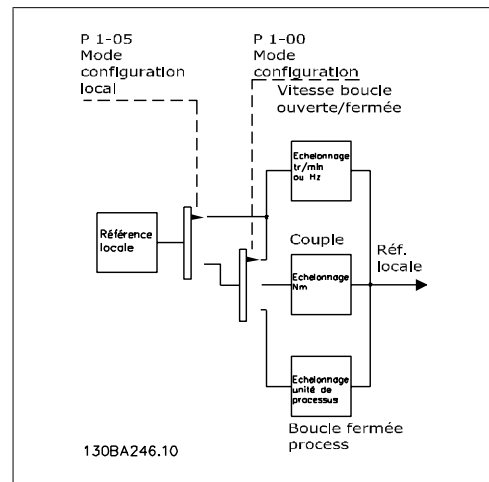 P 1-05
Mode
configuration
local
P 1-00
Mode
configuration
Vitesse boucle
ouverte/fermée
Echelonnage
tr/min
ou Hz
Référence
locale
Couple
Echelonnage
Nm
Réf.
locale
Echelonnage
unité de
processus
Boucle fermée
process
130BA246.10